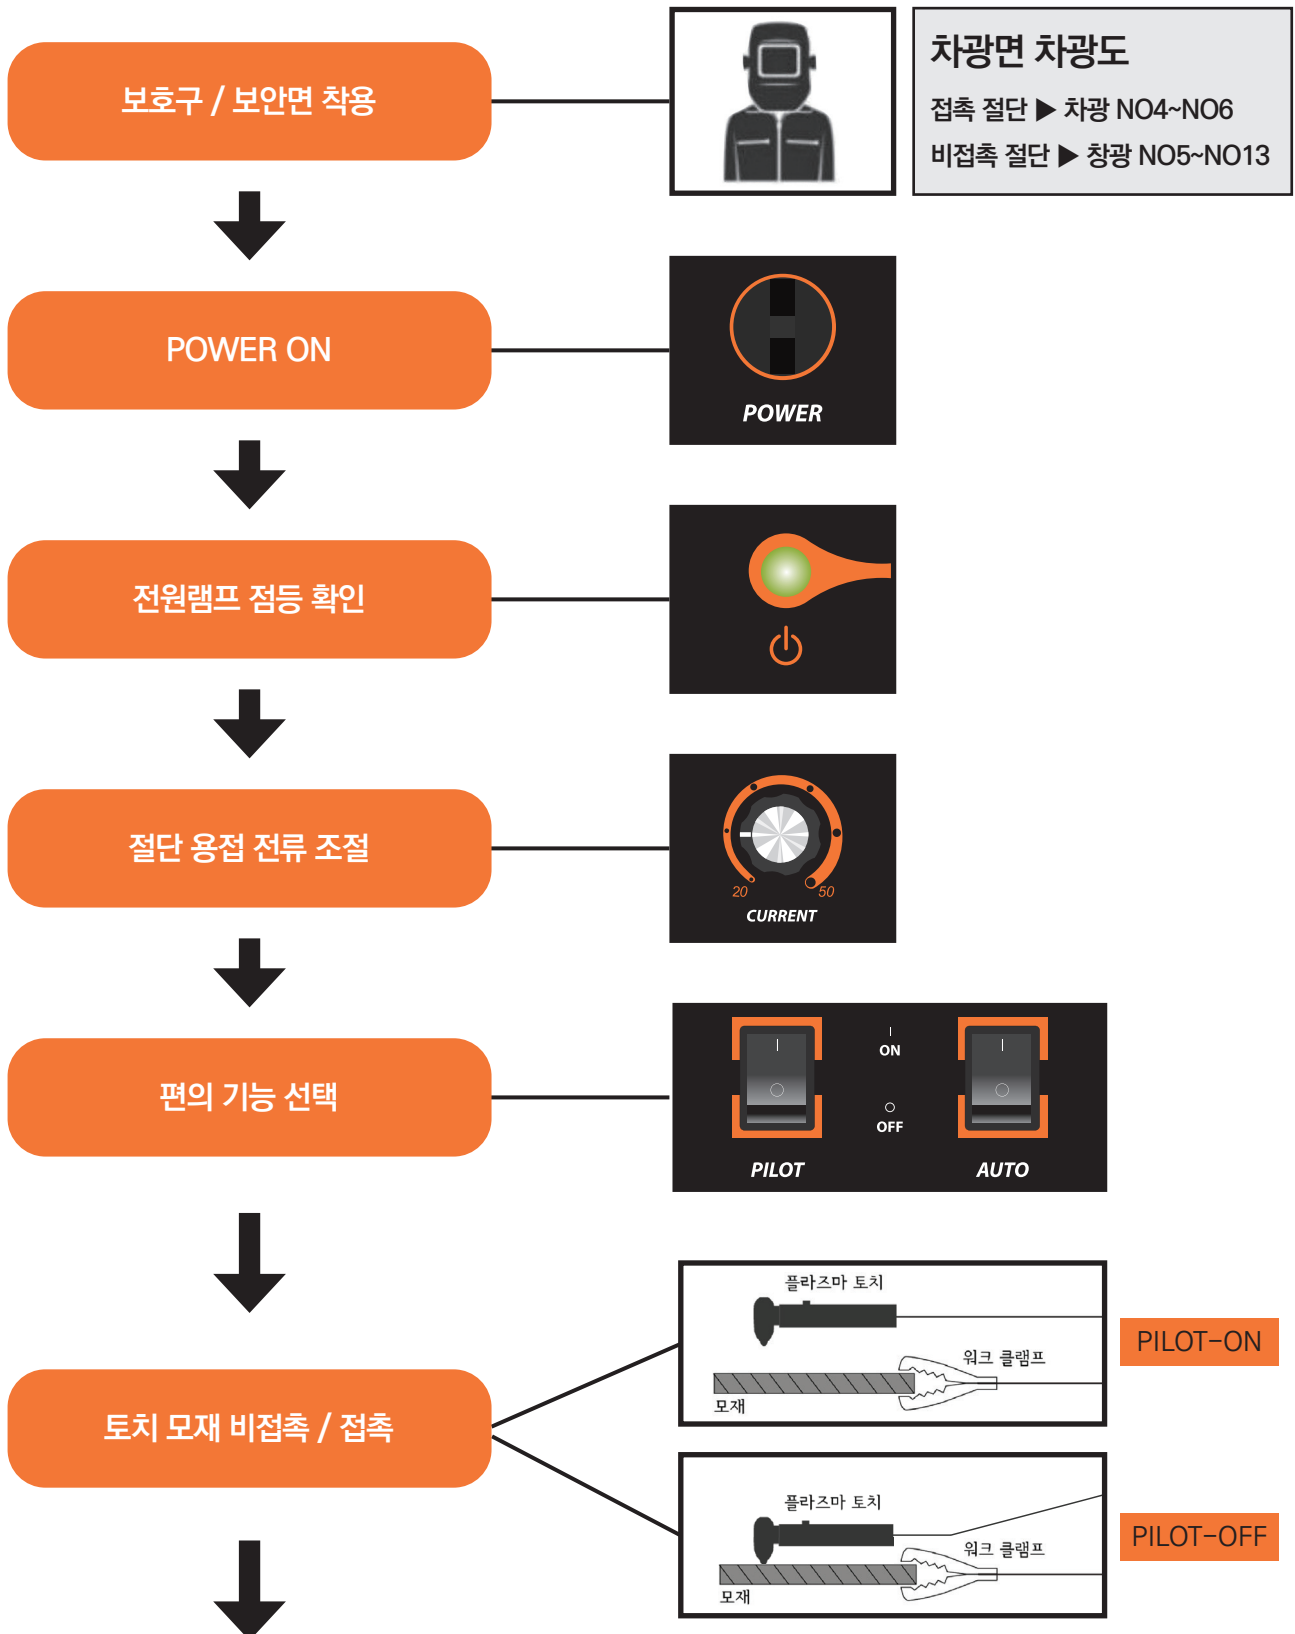 보호구 / 보안면 착용
차광면 차광도
접촉 절단 ▶ 차광 NO4~NO6
비접촉 절단 ▶ 창광 NO5~NO13
POWER ON
POWER
전원램프 점등 확인
절단 용접 전류 조절
20
50
CURRENT
편의 기능 선택
ON
OFF
PILOT
AUTO
토치 모재 비접촉 / 접촉
플라즈마 토치
워크 클램프
모재
PILOT-ON
플라즈마 토치
워크 클램프
모재
PILOT-OFF